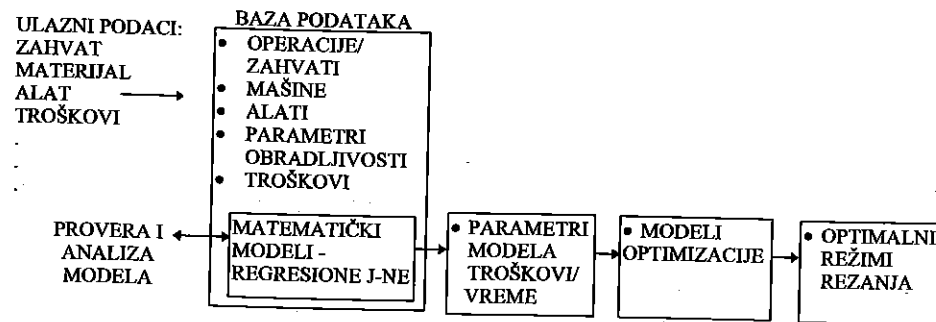 ULAZNI PODACI:
ZAHVAT
MATERIJAL
ALAT
TROŠKOVI
.
.
.
BAZA PODATAKA
• OPERACIJE/
ZAHVATI
• MAŠINE
• ALATI
• PARAMETRI
OBRADLJIVOSTI
• TROŠKOVI
PROVERA I
ANALIZA
MODELA
MATEMATIČKI
MODELI -
REGRESIONE J-NE
• PARAMETRI
MODELA
TROŠKOVI/
VREME
• MODELI
OPTIMIZACIJE
• OPTIMALNI
REŽIMI
REZANJA